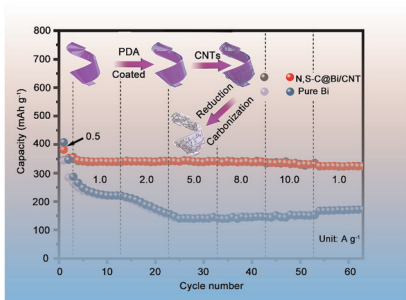 800
700
600
500
400
300
200
100
0
Capacity (mAh g⁻¹)
PDA
Coated
CNTs
Reduction
Carbonization
N,S-C@Bi/CNT
Pure Bi
0.5
1.0 2.0 5.0 8.0 10.0 1.0
Unit: A g⁻¹
0 10 20 30 40 50 60
Cycle number